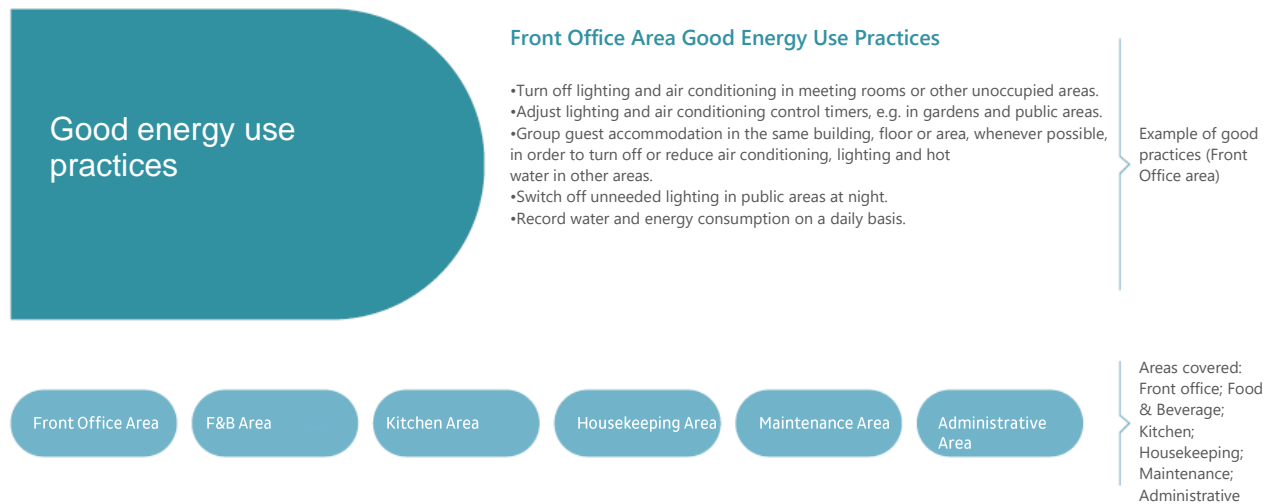 Good energy use
practices
Front Office Area Good Energy Use Practices
•Turn off lighting and air conditioning in meeting rooms or other unoccupied areas.
•Adjust lighting and air conditioning control timers, e.g. in gardens and public areas.
•Group guest accommodation in the same building, floor or area, whenever possible,
in order to turn off or reduce air conditioning, lighting and hot
water in other areas.
•Switch off unneeded lighting in public areas at night.
•Record water and energy consumption on a daily basis.
Example of good
practices (Front
Office area)
Front Office Area
F&B Area
Kitchen Area
Housekeeping Area
Maintenance Area
Administrative
Area
Areas covered:
Front office; Food
& Beverage;
Kitchen;
Housekeeping;
Maintenance;
Administrative